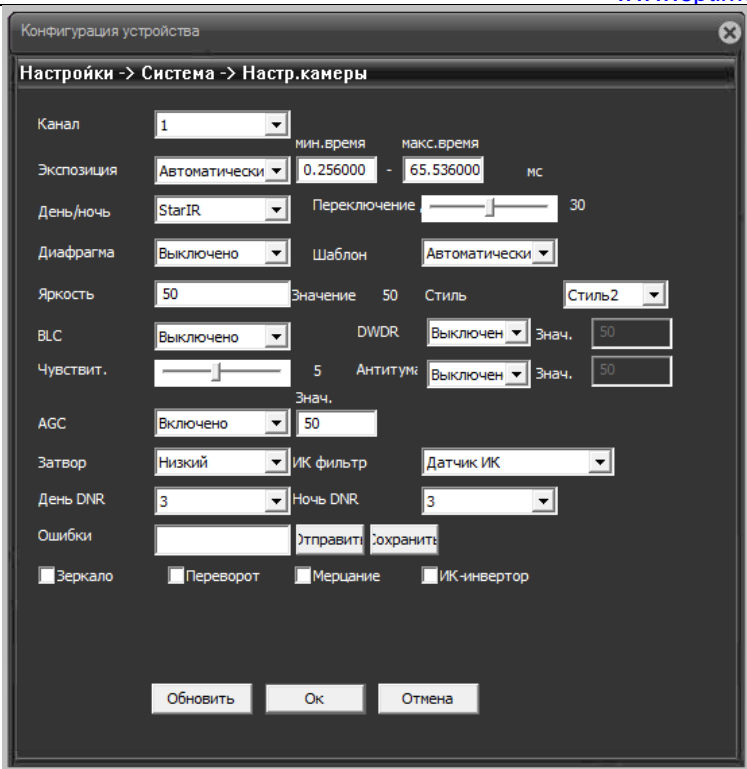 Конфигурация устройства
Настройки -> Система -> Настр.камеры
Канал 1
мин.время макс.время
Экспозиция Автоматически 0.256000 - 65.536000 мс
День/ночь StarIR Переключение 30
Диафрагма Выключено Шаблон Автоматически
Яркость 50 Значение 50 Стиль Стиль2
BLC Выключено DWDR Выключен Знач. 50
Чувствит. 5 Антитума Выключен Знач. 50
Знач.
AGC Включено 50
Затвор Низкий ИК фильтр Датчик ИК
День DNR 3 Ночь DNR 3
Ошибки Отправить Сохранить
Зеркало Переворот Мерцание ИК-инвертор
Обновить Ок Отмена